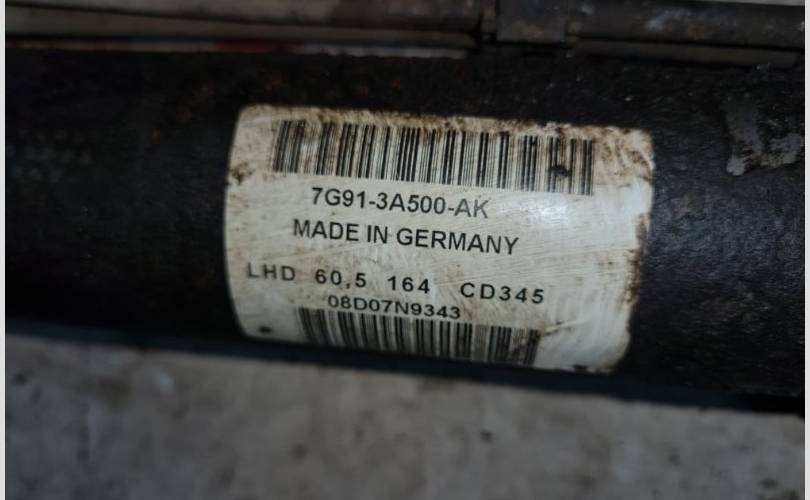 7G91-3A500-AK
MADE IN GERMANY
LHD 60,5 164 CD345
08D07N9343